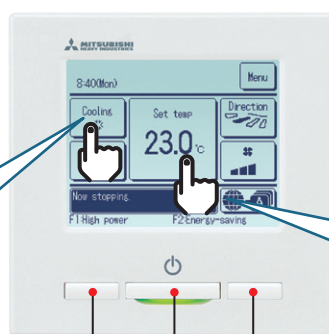 MITSUBISHI
HEAVY INDUSTRIES
8:40(Mon)
Menu
Cooling
Set temp
Direction
23.0°C
Now stopping.
F1:High power
F2:Energy-saving